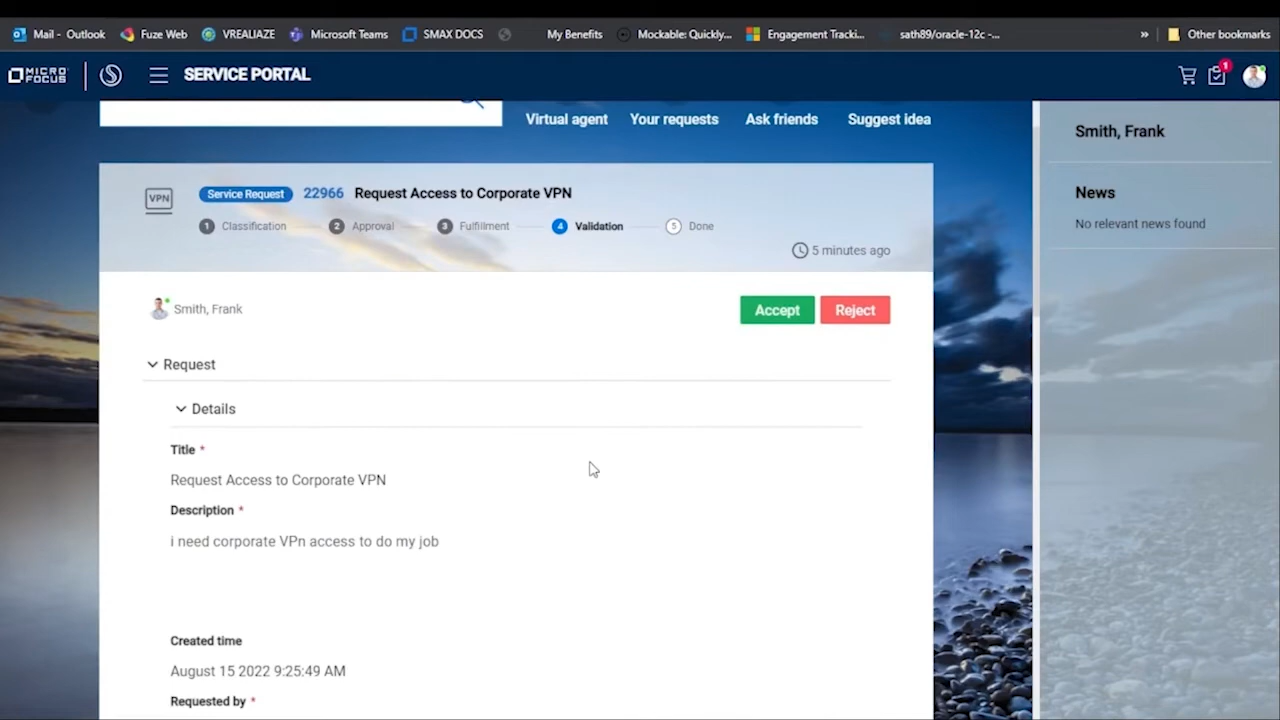 Mail - Outlook Fuze Web VREALIAZE Microsoft Teams SMAX DOCS My Benefits Mockable: Quickly... Engagement Tracki... sath89/oracle-12c -... » Other bookmarks
MICRO FOCUS SERVICE PORTAL 1
Virtual agent Your requests Ask friends Suggest idea
Smith, Frank
News
No relevant news found
VPN Service Request 22966 Request Access to Corporate VPN
1 Classification 2 Approval 3 Fulfillment 4 Validation 5 Done
5 minutes ago
Smith, Frank Accept Reject
Request
Details
Title *
Request Access to Corporate VPN
Description *
i need corporate VPn access to do my job
Created time
August 15 2022 9:25:49 AM
Requested by *